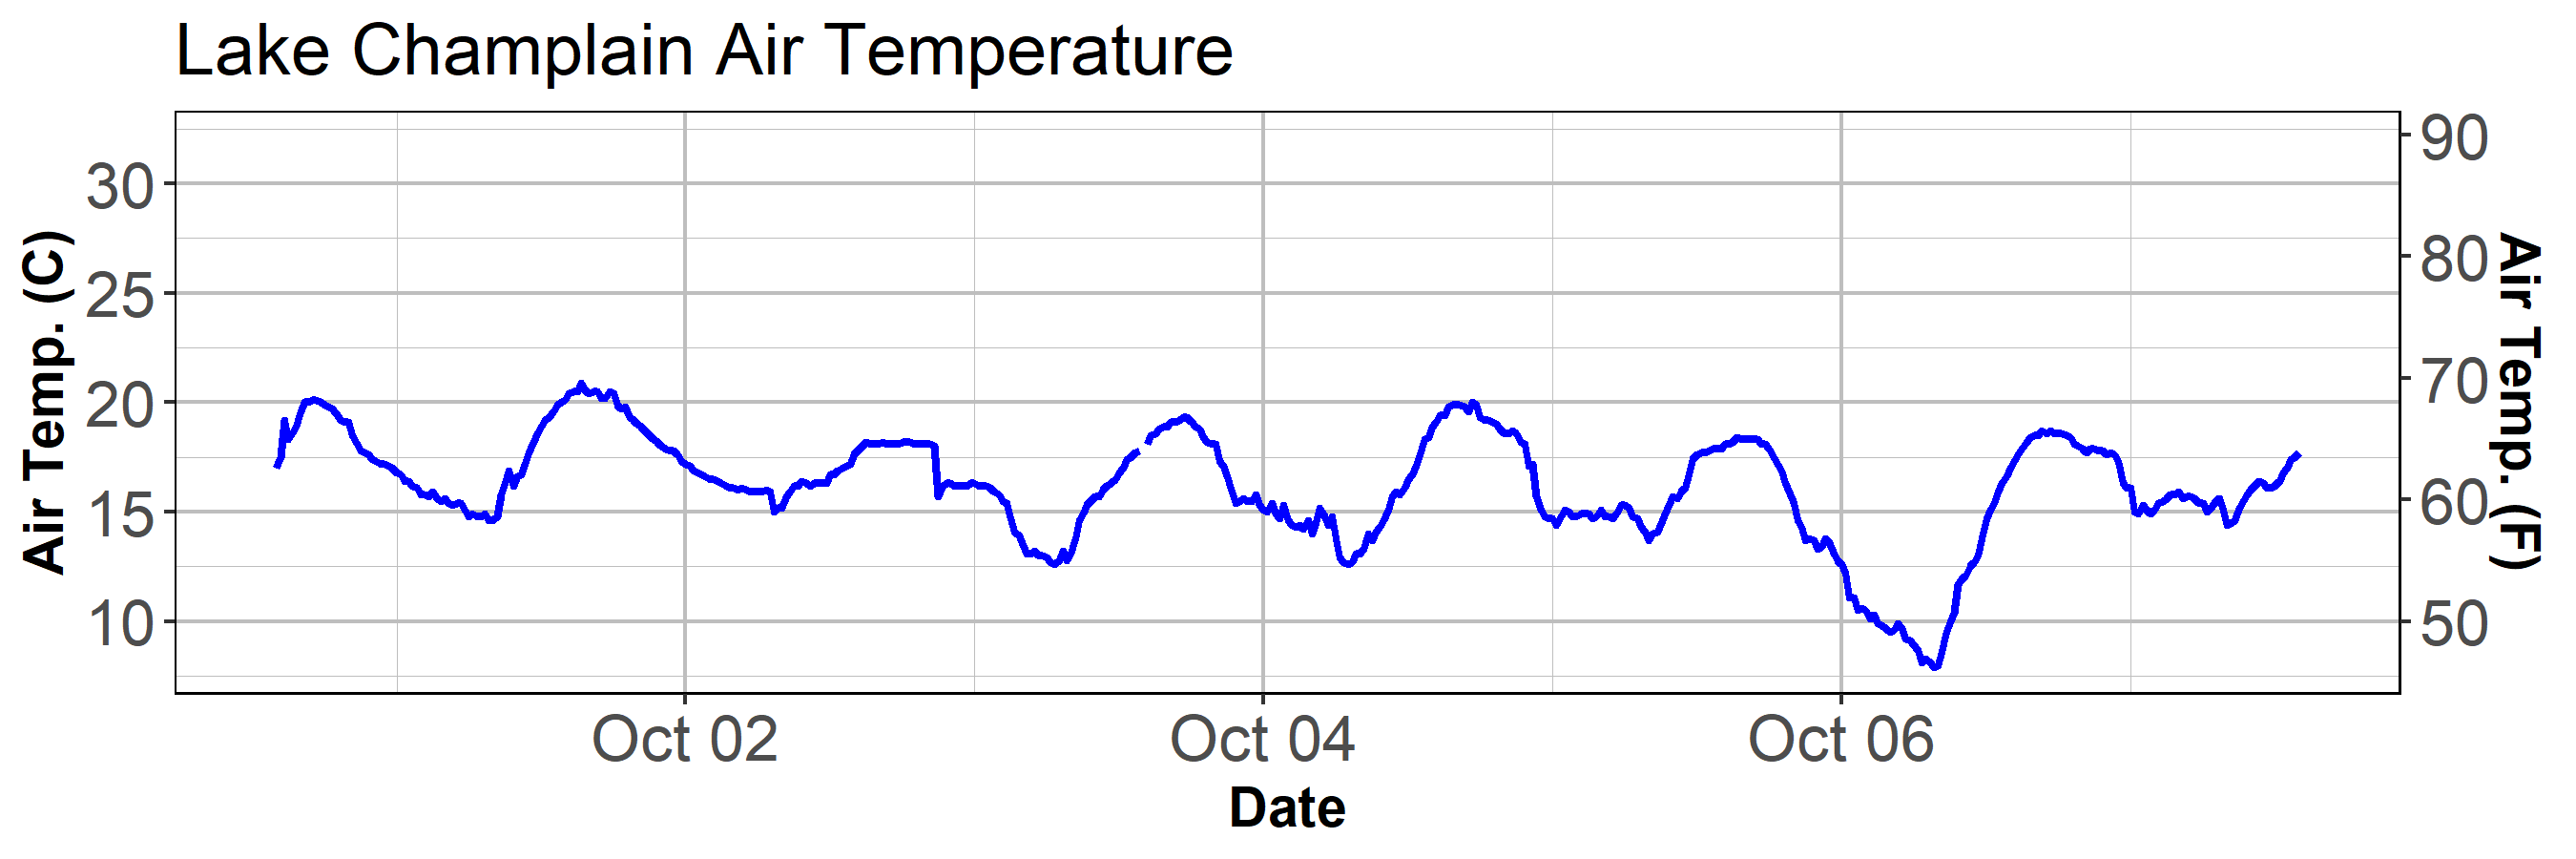 Lake Champlain Air Temperature
Air Temp. (C)
30
25
20
15
10
90
80
70
60
50
Air Temp. (F)
Oct 02
Oct 04
Oct 06
Date